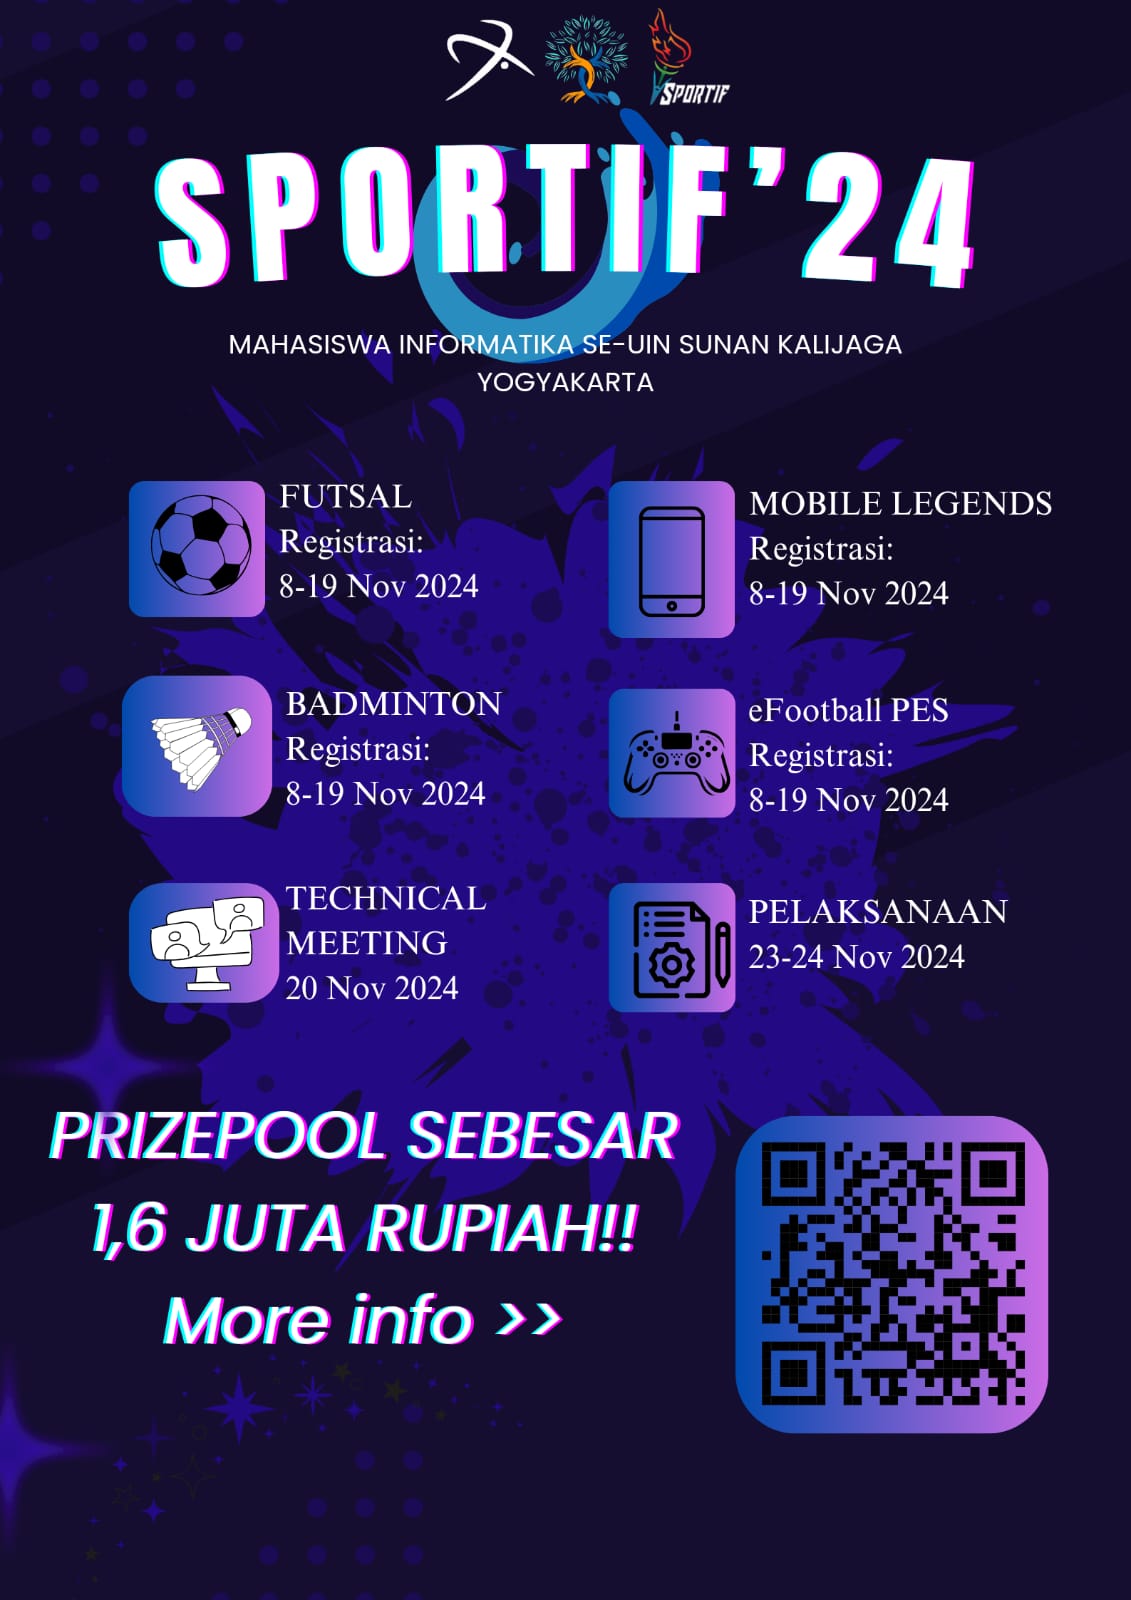 SPORTIF
SPORTIF’24
MAHASISWA INFORMATIKA SE-UIN SUNAN KALIJAGA
YOGYAKARTA
FUTSAL
Registrasi:
8-19 Nov 2024
MOBILE LEGENDS
Registrasi:
8-19 Nov 2024
BADMINTON
Registrasi:
8-19 Nov 2024
eFootball PES
Registrasi:
8-19 Nov 2024
TECHNICAL
MEETING
20 Nov 2024
PELAKSANAAN
23-24 Nov 2024
PRIZEPOOL SEBESAR
1,6 JUTA RUPIAH!!
More info >>